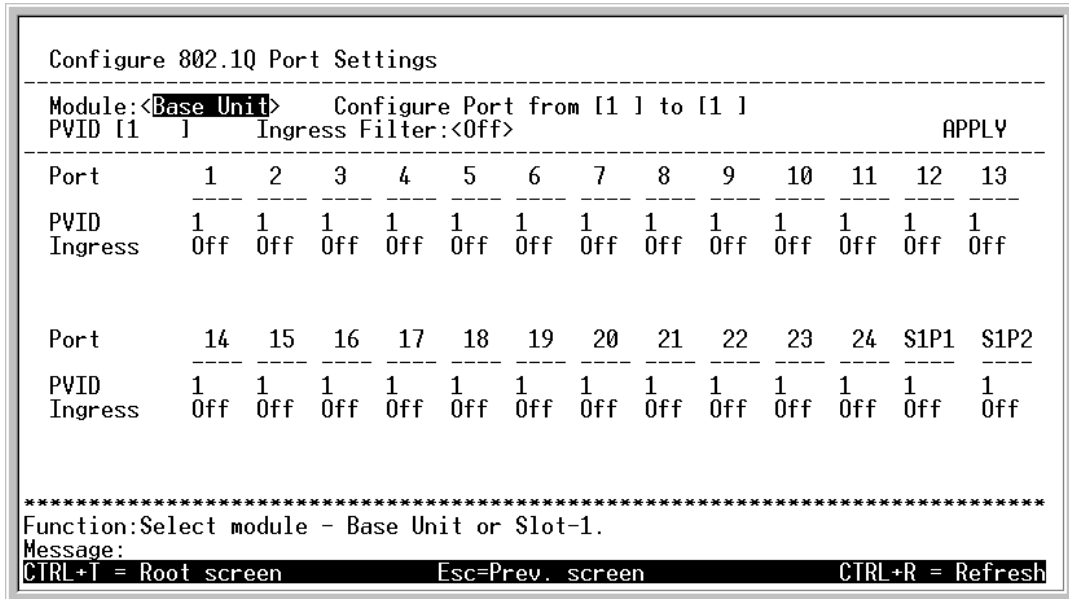 Configure 802.1Q Port Settings
--------------------------------------------------------------------------------
Module:<Base Unit>    Configure Port from [1 ] to [1 ]
PVID [1   ]     Ingress Filter:<Off>                                 APPLY
--------------------------------------------------------------------------------
Port       1    2    3    4    5    6    7    8    9    10   11   12   13
          ---- ---- ---- ---- ---- ---- ---- ---- ---- ---- ---- ---- ----
PVID       1    1    1    1    1    1    1    1    1    1    1    1    1
Ingress    Off  Off  Off  Off  Off  Off  Off  Off  Off  Off  Off  Off  Off
Port       14   15   16   17   18   19   20   21   22   23   24  S1P1  S1P2
          ---- ---- ---- ---- ---- ---- ---- ---- ---- ---- ---- ----  ----
PVID       1    1    1    1    1    1    1    1    1    1    1    1     1
Ingress    Off  Off  Off  Off  Off  Off  Off  Off  Off  Off  Off  Off   Off
*******************************************************************************
Function:Select module - Base Unit or Slot-1.
Message:
CTRL+T = Root screen            Esc=Prev. screen               CTRL+R = Refresh